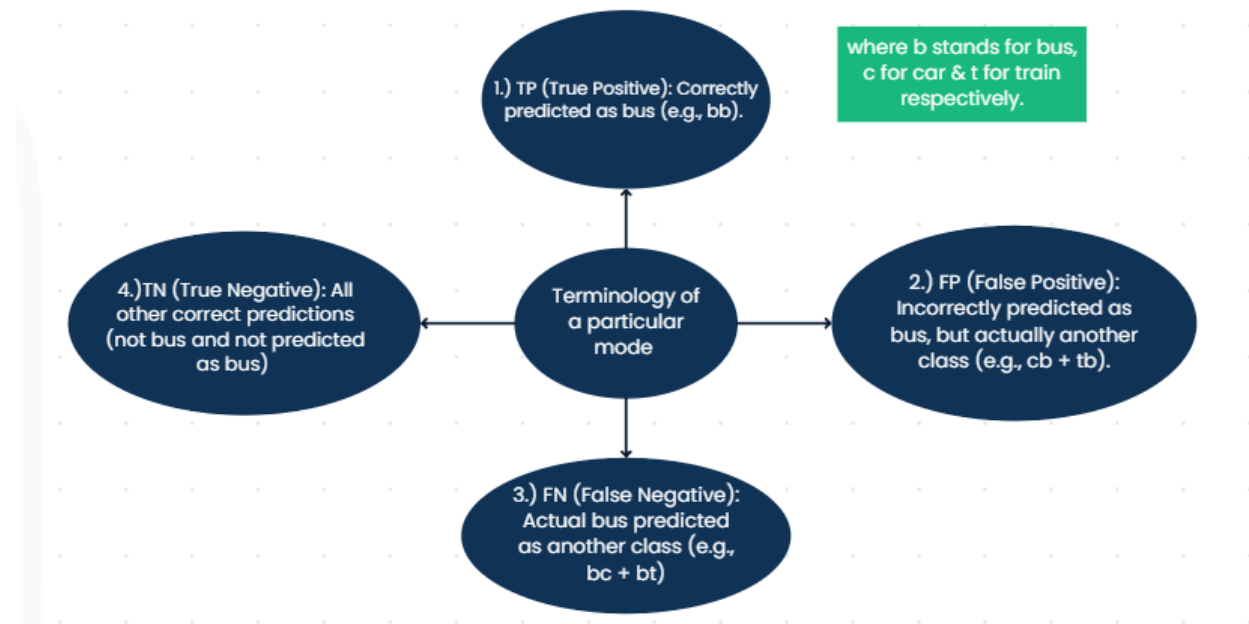 1.) TP (True Positive): Correctly
predicted as bus (e.g., bb).
where b stands for bus,
c for car & t for train
respectively.
4.)TN (True Negative): All
other correct predictions
(not bus and not predicted
as bus)
Terminology of
a particular
mode
2.) FP (False Positive):
Incorrectly predicted as
bus, but actually another
class (e.g., cb + tb).
3.) FN (False Negative):
Actual bus predicted
as another class (e.g.,
bc + bt)